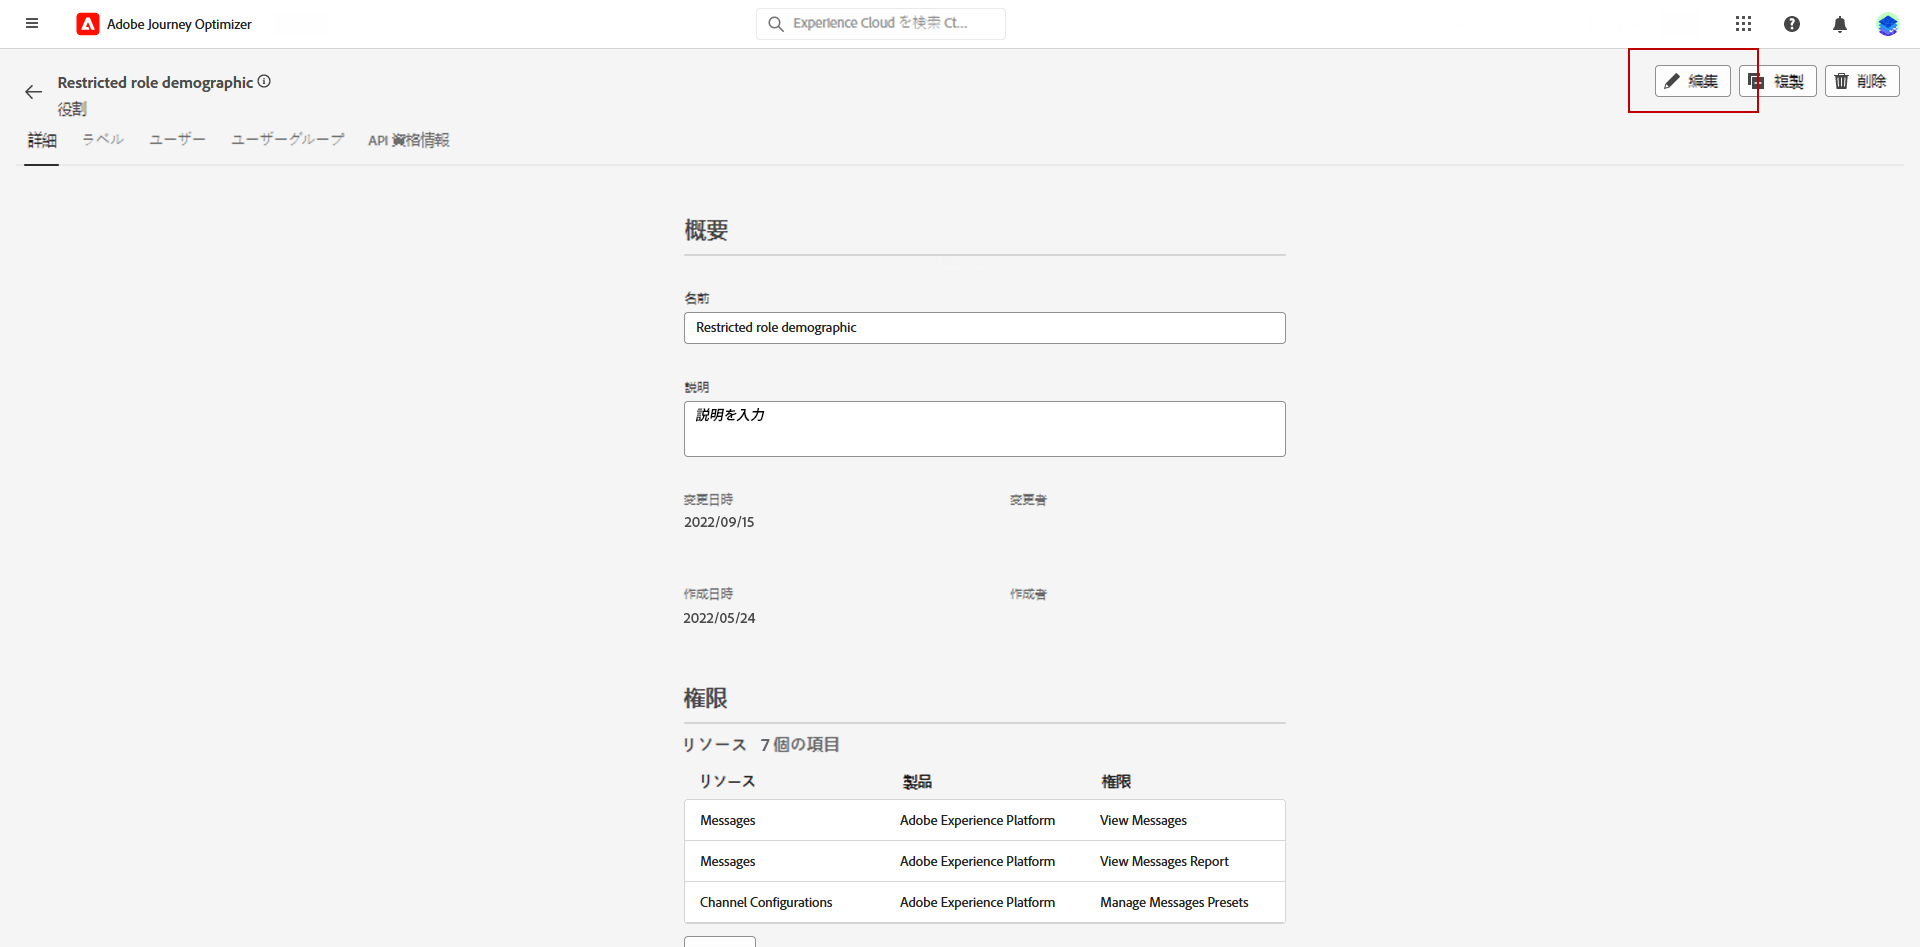 Adobe Journey Optimizer
Experience Cloud を検索 Ct...
Restricted role demographic
役割
編集
複製
削除
詳細
ラベル
ユーザー
ユーザーグループ
API 資格情報
概要
名前
Restricted role demographic
説明
説明を入力
変更日時
変更者
2022/09/15
作成日時
作成者
2022/05/24
権限
リソース 7 個の項目
リソース 製品 権限
Messages Adobe Experience Platform View Messages
Messages Adobe Experience Platform View Messages Report
Channel Configurations Adobe Experience Platform Manage Messages Presets